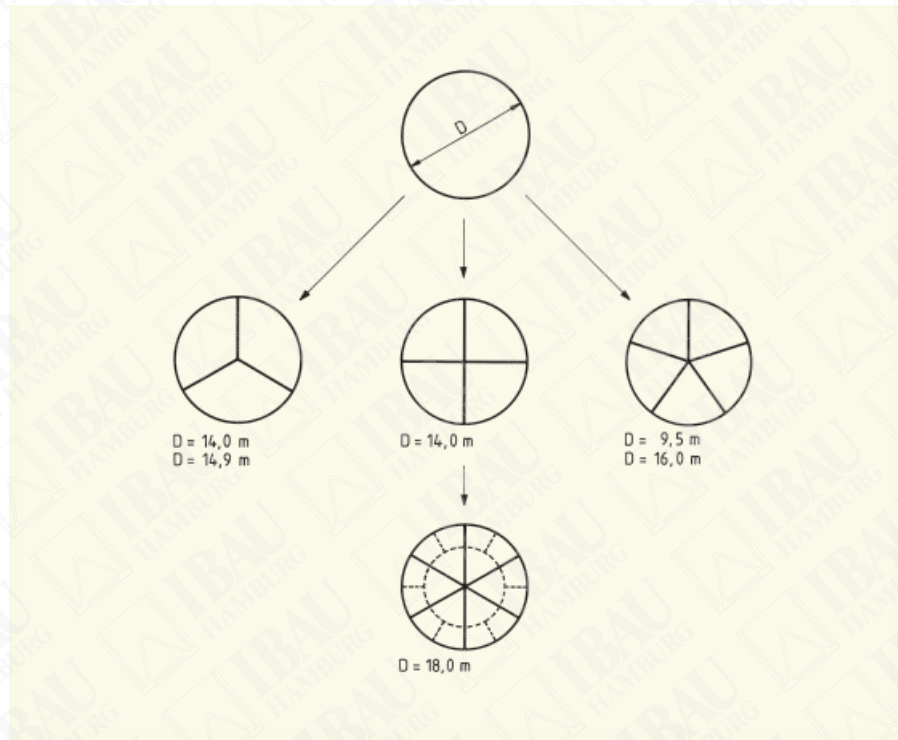 D
D = 14,0 m
D = 14,9 m
D = 14,0 m
D = 9,5 m
D = 16,0 m
D = 18,0 m
IBAU
HAMBURG